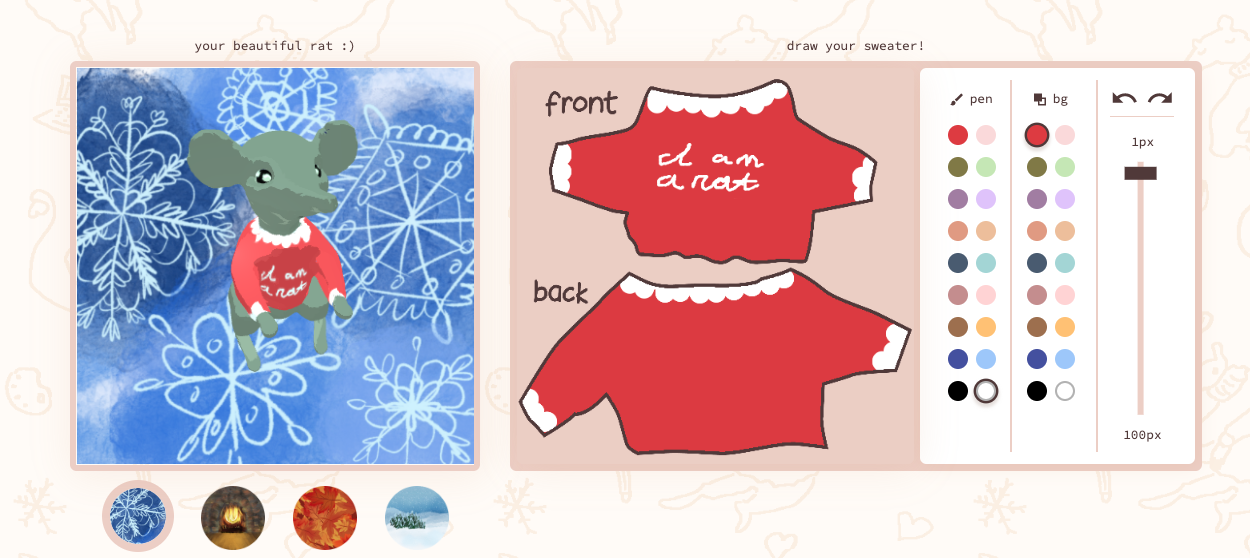 your beautiful rat :)
draw your sweater!
I am
a rat
front
I am
a rat
back
pen
bg
1px
100px